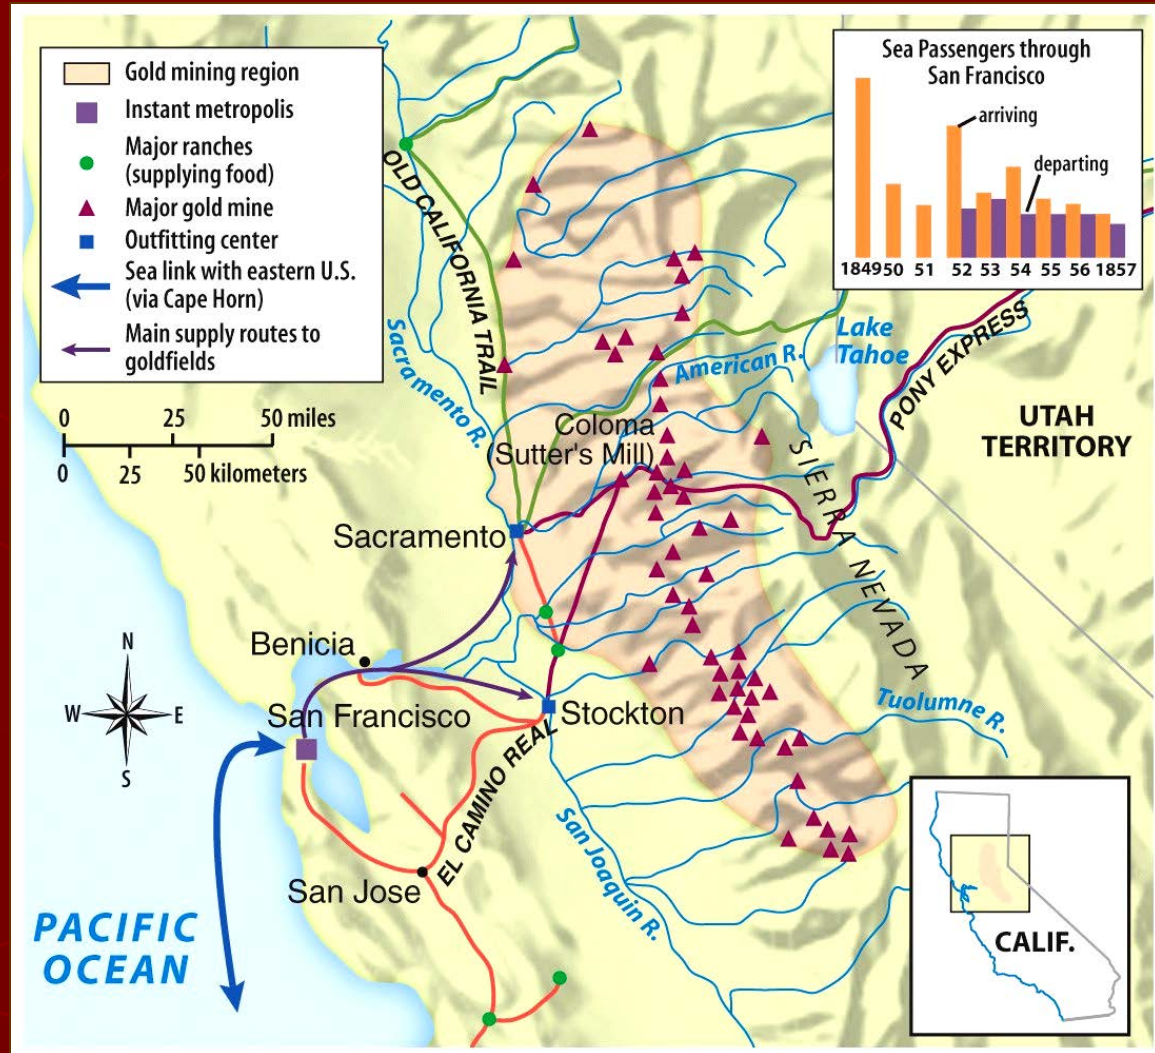 Gold mining region
Instant metropolis
Major ranches
(supplying food)
Major gold mine
Outfitting center
Sea link with eastern U.S.
(via Cape Horn)
Main supply routes to
goldfields
0 25 50 miles
0 25 50 kilometers
Sea Passengers through
San Francisco
arriving
departing
1849 50 51 52 53 54 55 56 1857
OLD CALIFORNIA TRAIL
Sacramento R.
American R.
Lake
Tahoe
PONY EXPRESS
UTAH
TERRITORY
Coloma
(Sutter's Mill)
SIERRA NEVADA
Sacramento
Benicia
San Francisco
Stockton
Tuolumne R.
N
W E
S
EL CAMINO REAL
San Joaquin R.
San Jose
PACIFIC
OCEAN
CALIF.